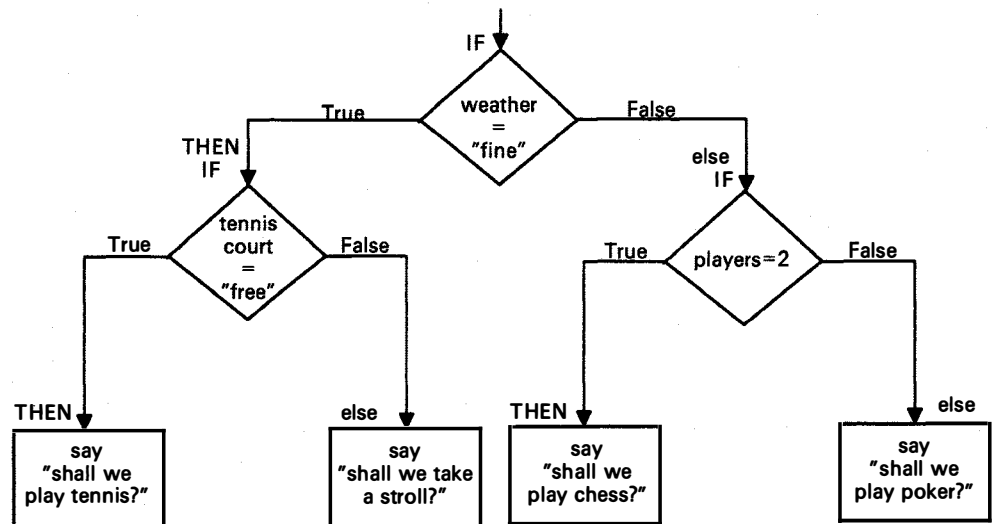 IF
weather
=
"fine"
True
False
THEN
IF
else
IF
tennis
court
=
"free"
True
False
players=2
True
False
THEN
else
THEN
else
say
"shall we
play tennis?"
say
"shall we take
a stroll?"
say
"shall we
play chess?"
say
"shall we
play poker?"